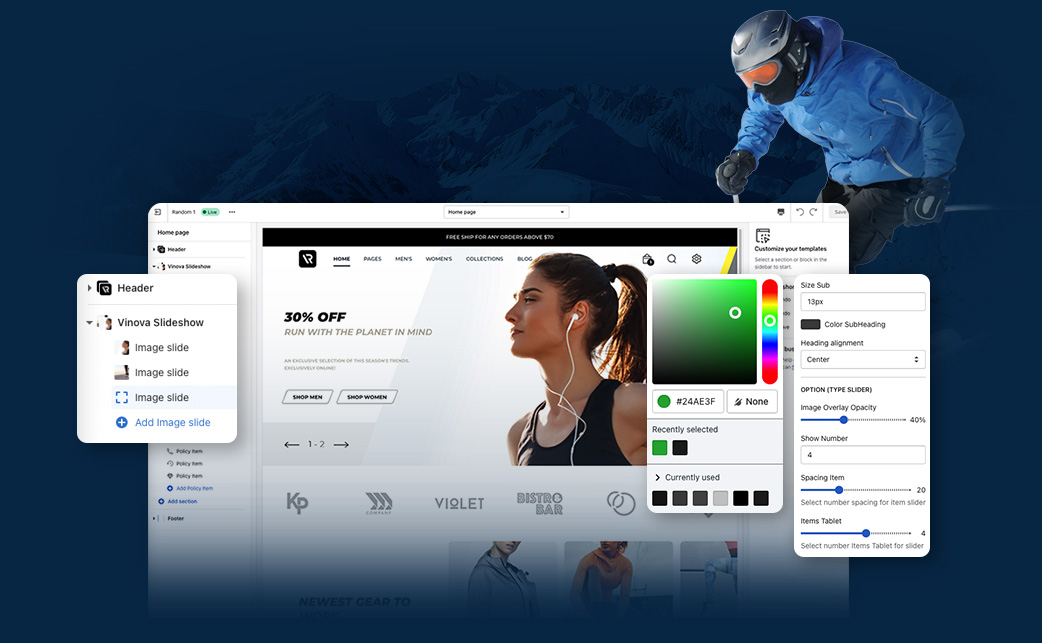 Random 1
Live
Home page
Save
Home page
Header
Vinova Slideshow
Header
Vinova Slideshow
Image slide
Image slide
Image slide
Add Image slide
Policy Item
Policy Item
Policy Item
Add Policy Item
Add section
Footer
FREE SHIP FOR ANY ORDERS ABOVE $70
HOME PAGES MEN'S WOMEN'S COLLECTIONS BLOG
30% OFF
RUN WITH THE PLANET IN MIND
AN EXCLUSIVE SELECTION OF THIS SEASON'S TRENDS.
EXCLUSIVELY ONLINE!
SHOP MEN SHOP WOMEN
1 - 2
KP
COMPANY
VIOLET
BISTRO
BAR
NEWEST GEAR TO
Customize your templates
Select a section or block in the
sidebar to start.
#24AE3F
None
Recently selected
Currently used
Size Sub
13px
Color SubHeading
Heading alignment
Center
OPTION (TYPE SLIDER)
Image Overlay Opacity
40%
Show Number
4
Spacing Item
20
Select number spacing for item slider
Items Tablet
4
Select number Items Tablet for slider